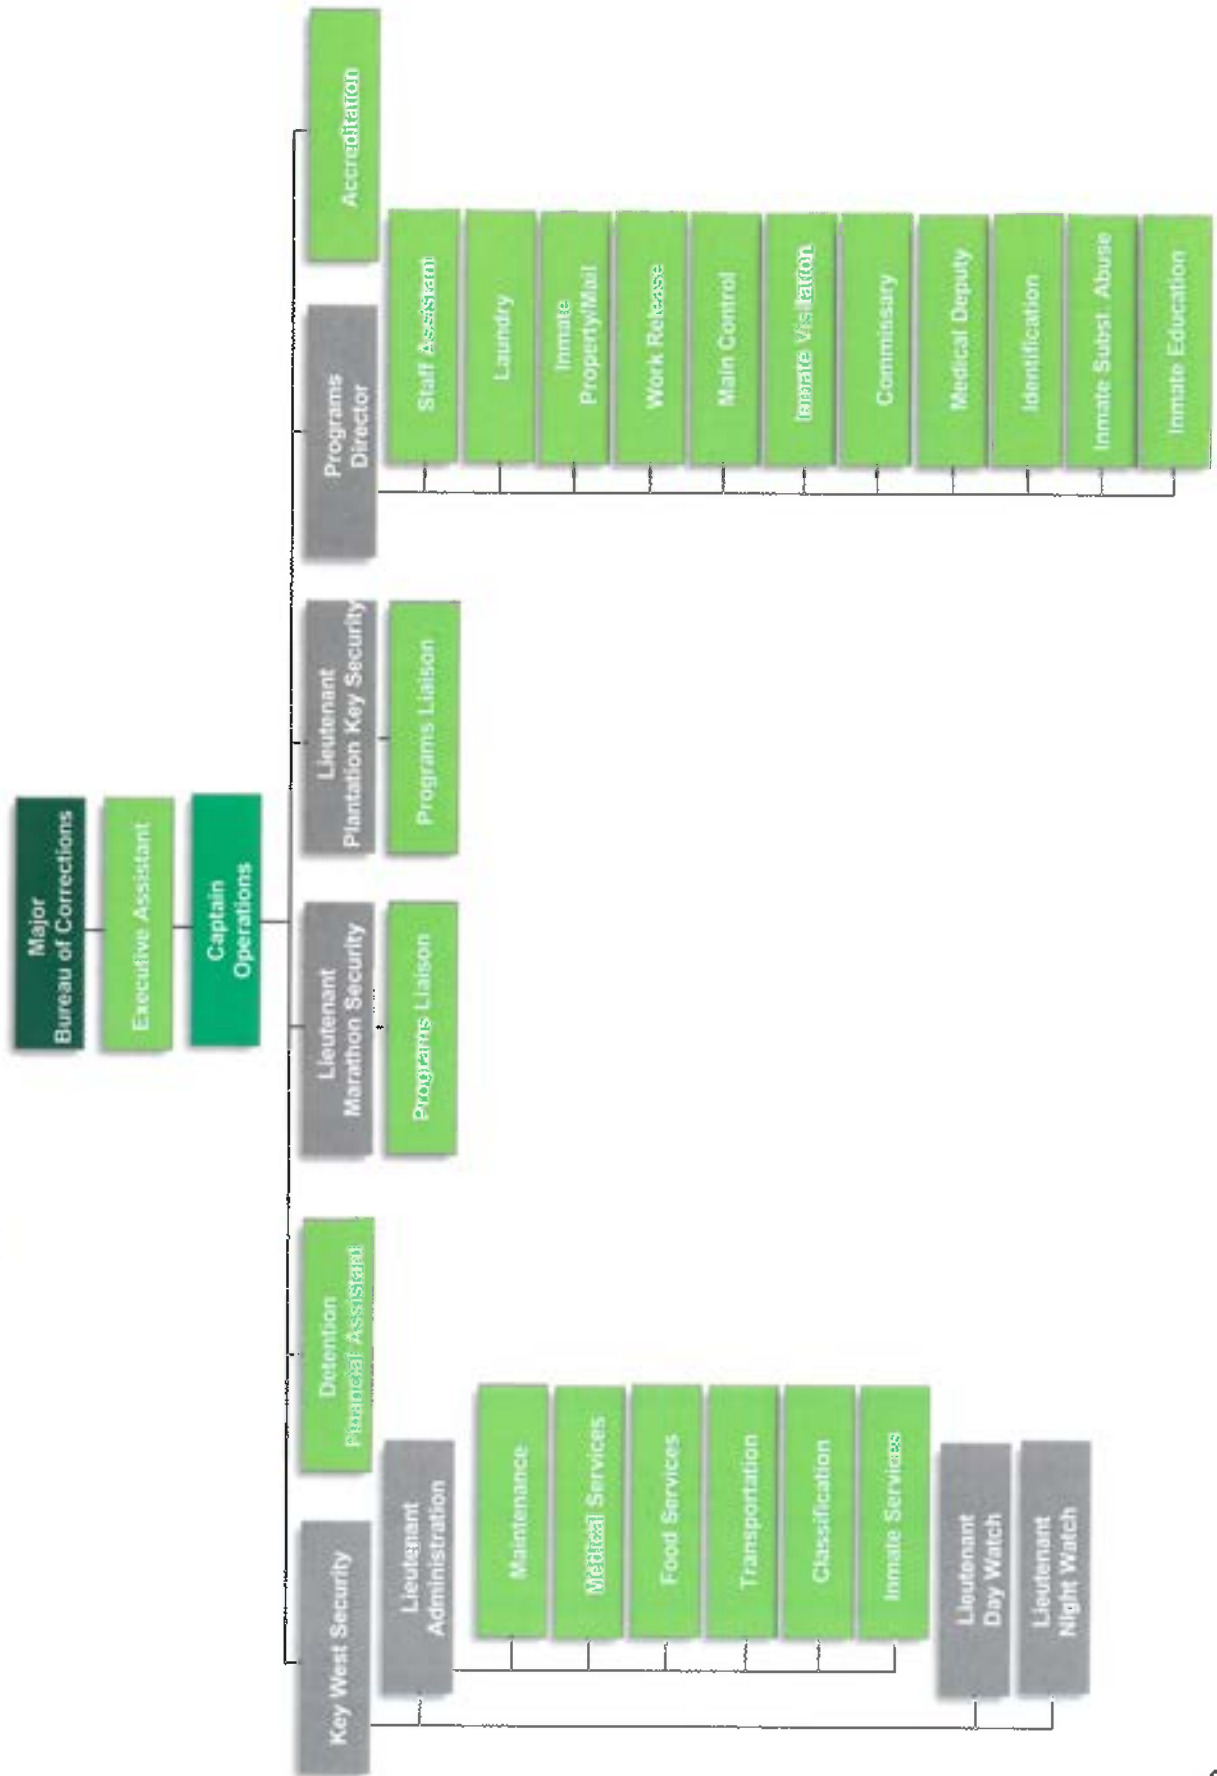 Major
Bureau of Corrections
Executive Assistant
Captain
Operations
Key West Security
Detention
Financial Assistant
Lieutenant
Marathon Security
Lieutenant
Plantation Key Security
Programs
Director
Accreditation
Lieutenant
Administration
Maintenance
Medical Services
Food Services
Transportation
Classification
Inmate Services
Lieutenant
Day Watch
Lieutenant
Night Watch
Programs Liaison
Programs Liaison
Staff Assistant
Laundry
Inmate
Property/Mail
Work Release
Main Control
Inmate Visitation
Commissary
Medical Deputy
Identification
Inmate Subst. Abuse
Inmate Education